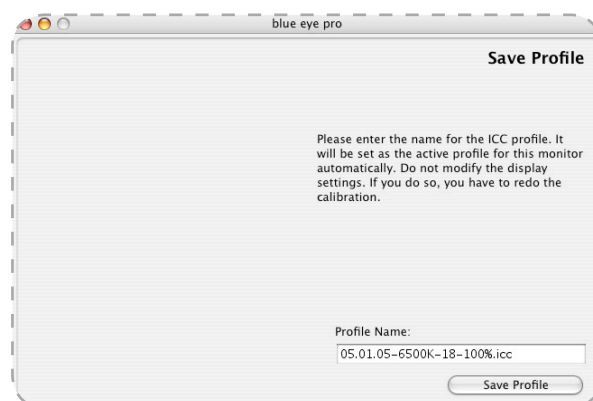 blue eye pro
Save Profile
Please enter the name for the ICC profile. It
will be set as the active profile for this monitor
automatically. Do not modify the display
settings. If you do so, you have to redo the
calibration.
Profile Name:
05.01.05-6500K-18-100%.icc
Save Profile